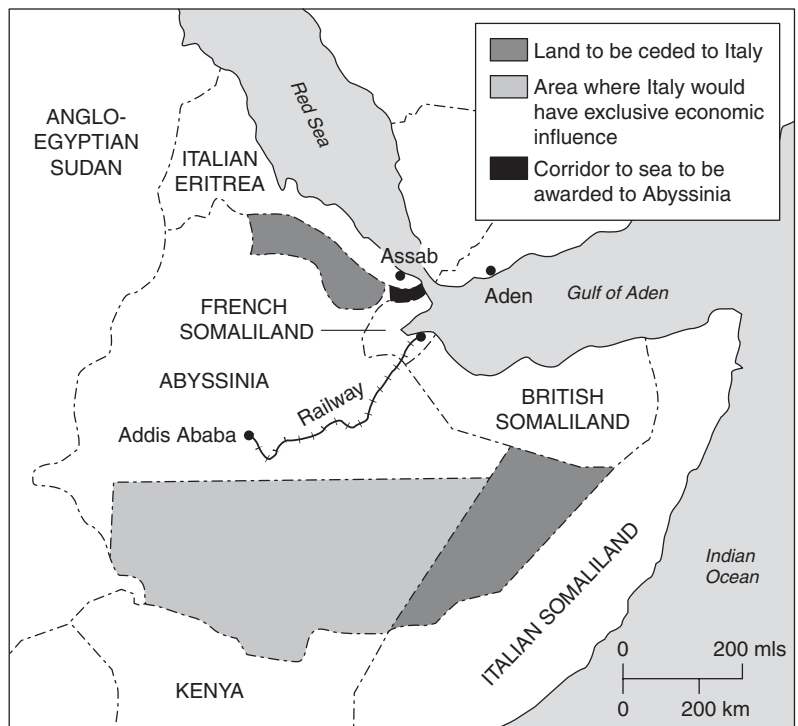 Land to be ceded to Italy
Area where Italy would
have exclusive economic
influence
Corridor to sea to be
awarded to Abyssinia
Red Sea
ANGLO-
EGYPTIAN
SUDAN
ITALIAN
ERITREA
Assab
Aden
Gulf of Aden
FRENCH
SOMALILAND
ABYSSINIA
Railway
BRITISH
SOMALILAND
Addis Ababa
ITALIAN SOMALILAND
Indian
Ocean
KENYA
0 200 mls
0 200 km